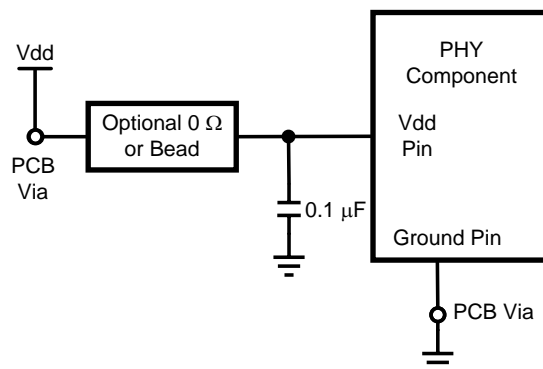 Vdd
PHY
Component
Optional 0 Ω
or Bead
Vdd
Pin
PCB
Via
0.1 μF
Ground Pin
PCB Via